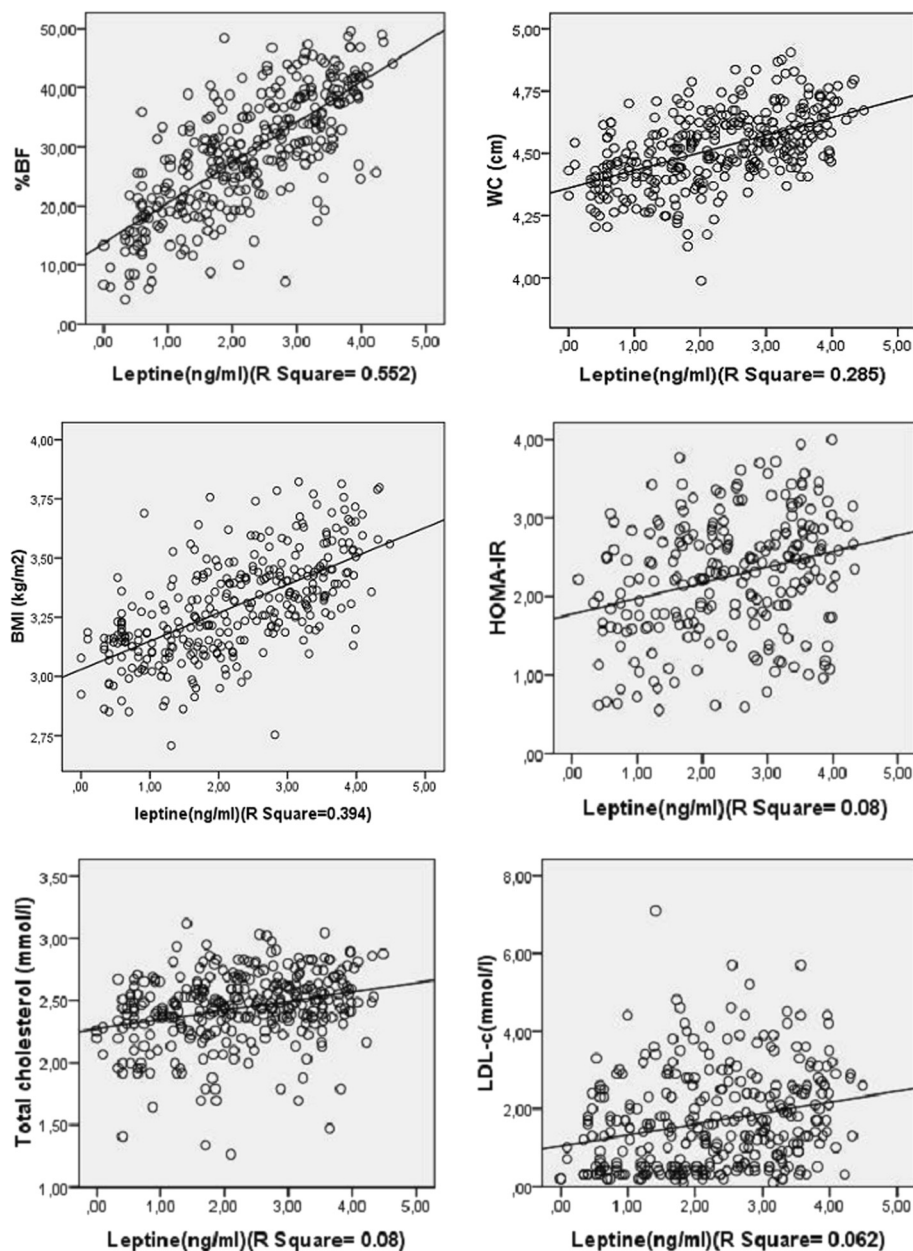 50,00
40,00
30,00
20,00
10,00
,00
%BF
,00 1,00 2,00 3,00 4,00 5,00
Leptine(ng/ml)(R Square= 0.552)
5,00
4,75
4,50
4,25
4,00
WC (cm)
,00 1,00 2,00 3,00 4,00 5,00
Leptine(ng/ml)(R Square= 0.285)
4,00
3,75
3,50
3,25
3,00
2,75
BMI (kg/m2)
,00 1,00 2,00 3,00 4,00 5,00
leptine(ng/ml)(R Square=0.394)
4,00
3,00
2,00
1,00
,00
HOMA-IR
,00 1,00 2,00 3,00 4,00 5,00
Leptine(ng/ml)(R Square= 0.08)
3,50
3,00
2,50
2,00
1,50
1,00
Total cholesterol (mmol/l)
,00 1,00 2,00 3,00 4,00 5,00
Leptine(ng/ml)(R Square= 0.08)
8,00
6,00
4,00
2,00
,00
LDL-c(mmol/l)
,00 1,00 2,00 3,00 4,00 5,00
Leptine(ng/ml)(R Square= 0.062)